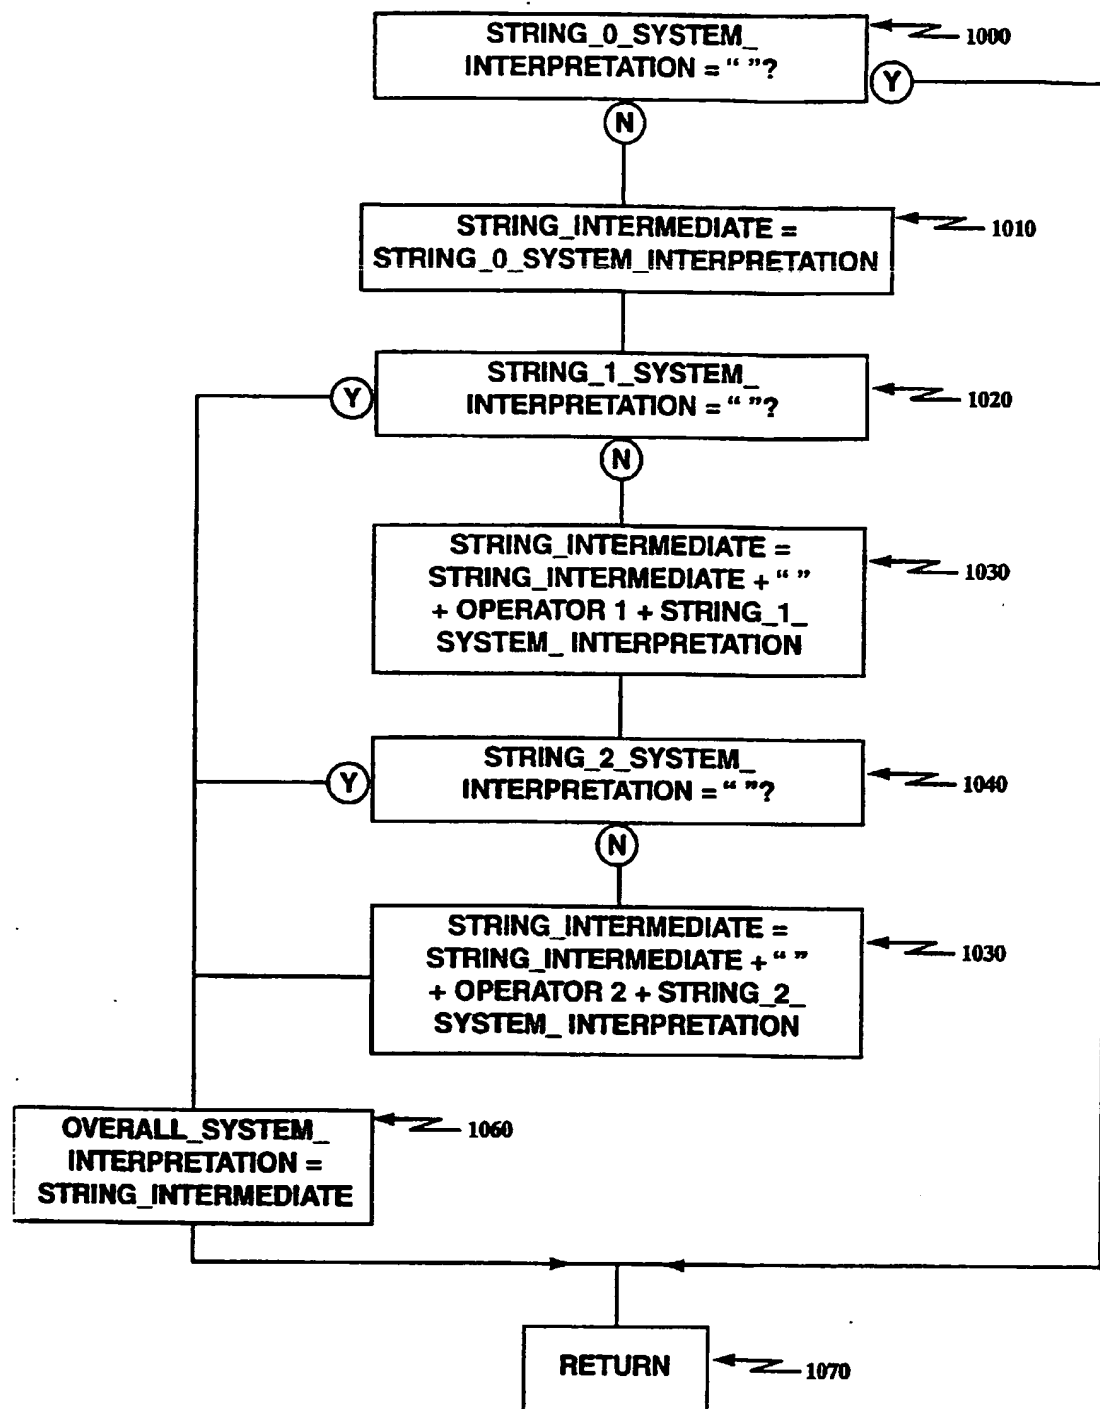 STRING_0_SYSTEM_
INTERPRETATION = “ ”?
1000
Y
N
STRING_INTERMEDIATE =
STRING_0_SYSTEM_INTERPRETATION
1010
STRING_1_SYSTEM_
INTERPRETATION = “ ”?
1020
Y
N
STRING_INTERMEDIATE =
STRING_INTERMEDIATE + “ ”
+ OPERATOR 1 + STRING_1_
SYSTEM_ INTERPRETATION
1030
STRING_2_SYSTEM_
INTERPRETATION = “ ”?
1040
Y
N
STRING_INTERMEDIATE =
STRING_INTERMEDIATE + “ ”
+ OPERATOR 2 + STRING_2_
SYSTEM_ INTERPRETATION
1030
OVERALL_SYSTEM_
INTERPRETATION =
STRING_INTERMEDIATE
1060
RETURN
1070